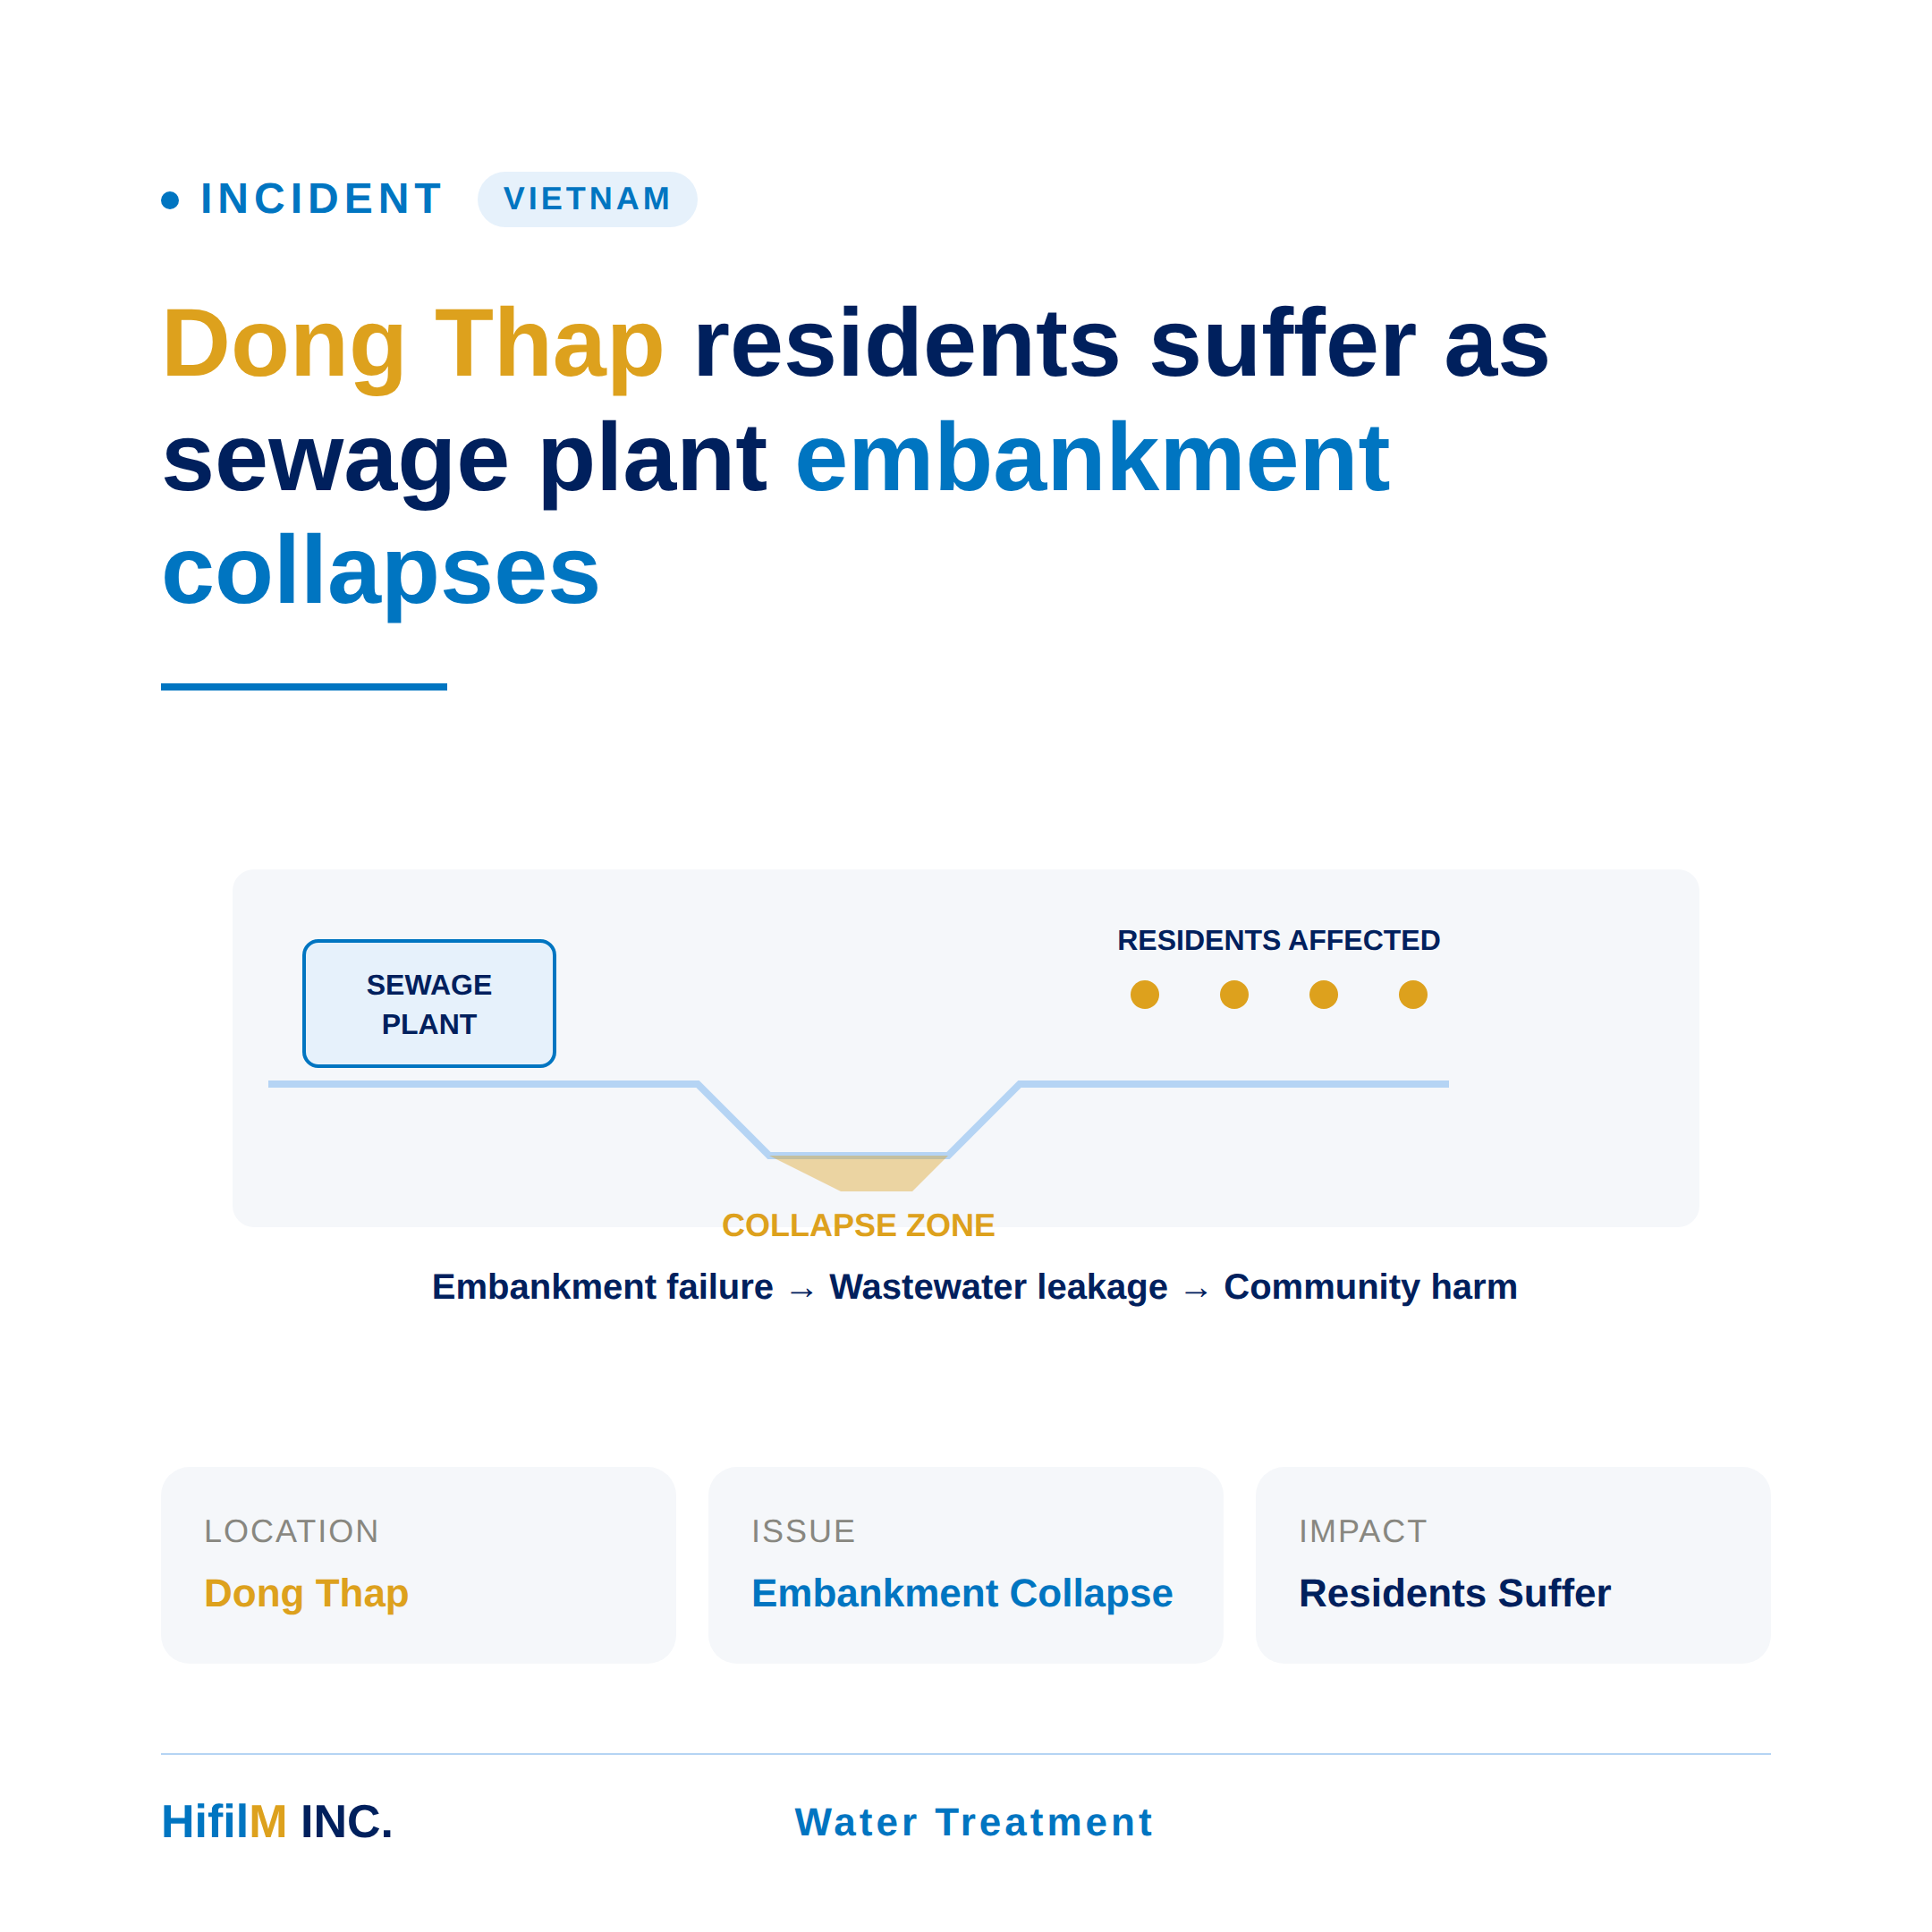 INCIDENT VIETNAM
Dong Thap residents suffer as
sewage plant embankment
collapses
RESIDENTS AFFECTED
SEWAGE
PLANT
COLLAPSE ZONE
Embankment failure → Wastewater leakage → Community harm
LOCATION
Dong Thap
ISSUE
Embankment Collapse
IMPACT
Residents Suffer
HifilM INC.
Water Treatment